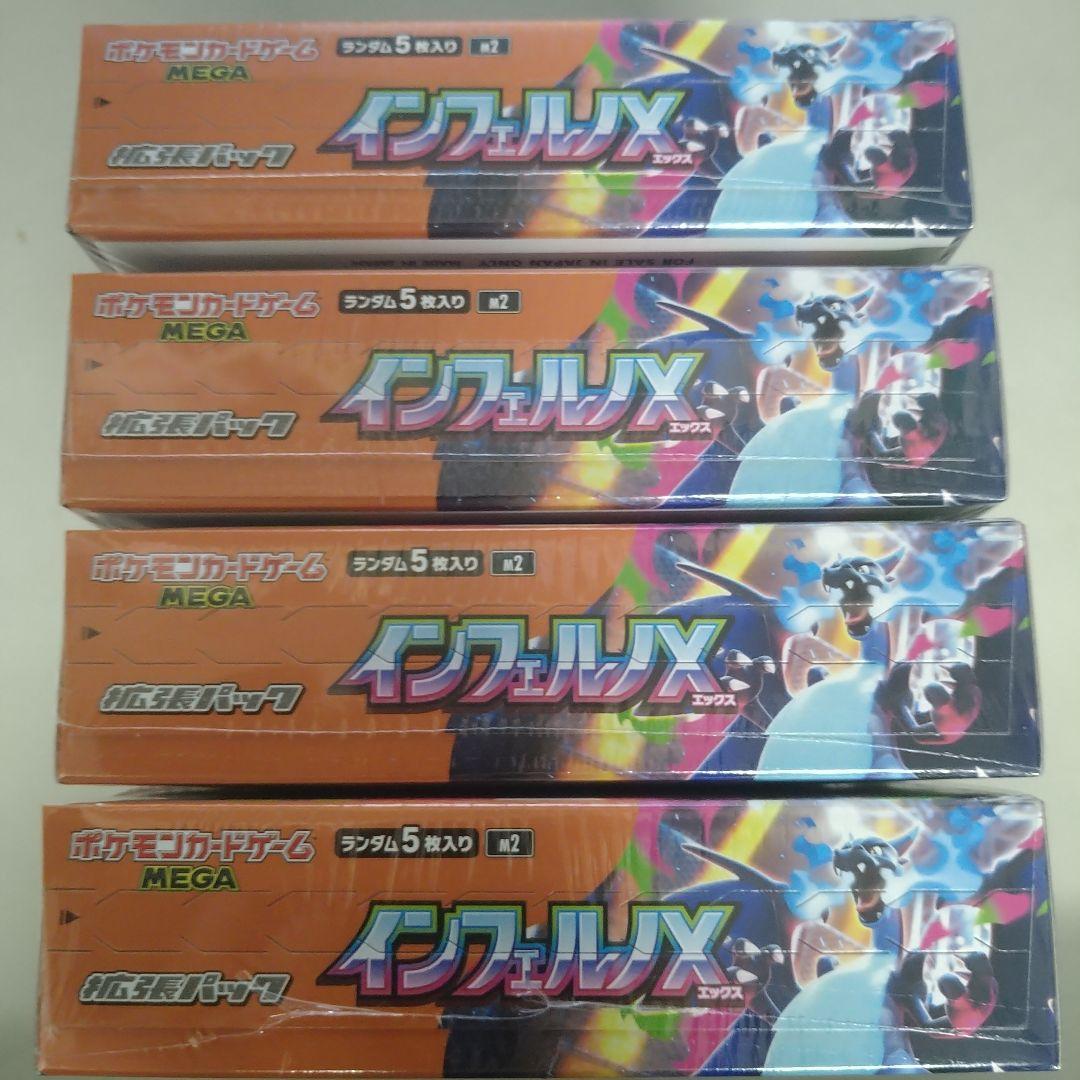 ポケモンカードゲーム
MEGA
ランダム5枚入り M2
拡張パック
インフェルノX
エックス
FOR SALE IN JAPAN ONLY MADE IN JAPAN
ポケモンカードゲーム
MEGA
ランダム5枚入り M2
拡張パック
インフェルノX
エックス
ポケモンカードゲーム
MEGA
ランダム5枚入り M2
拡張パック
インフェルノX
エックス
ポケモンカードゲーム
MEGA
ランダム5枚入り M2
拡張パック
インフェルノX
エックス